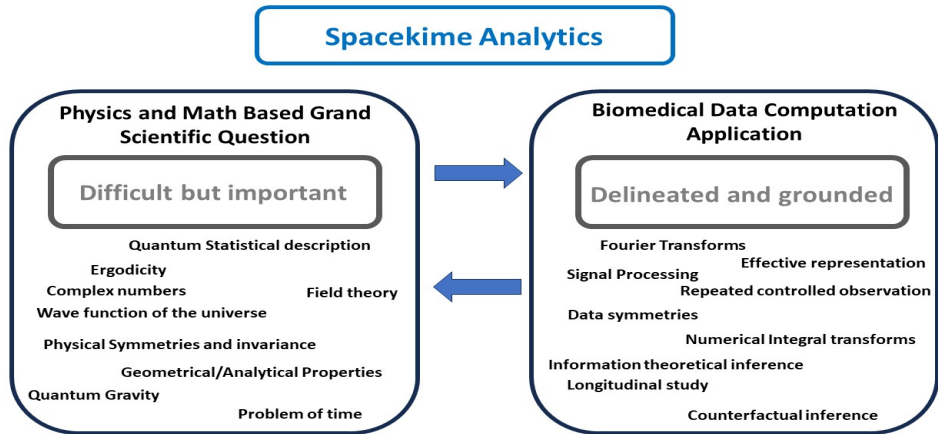 Spacekime Analytics
Physics and Math Based Grand
Scientific Question
Difficult but important
Quantum Statistical description
Ergodicity
Complex numbers
Field theory
Wave function of the universe
Physical Symmetries and invariance
Geometrical/Analytical Properties
Quantum Gravity
Problem of time
Biomedical Data Computation
Application
Delineated and grounded
Fourier Transforms
Effective representation
Signal Processing
Repeated controlled observation
Data symmetries
Numerical Integral transforms
Information theoretical inference
Longitudinal study
Counterfactual inference